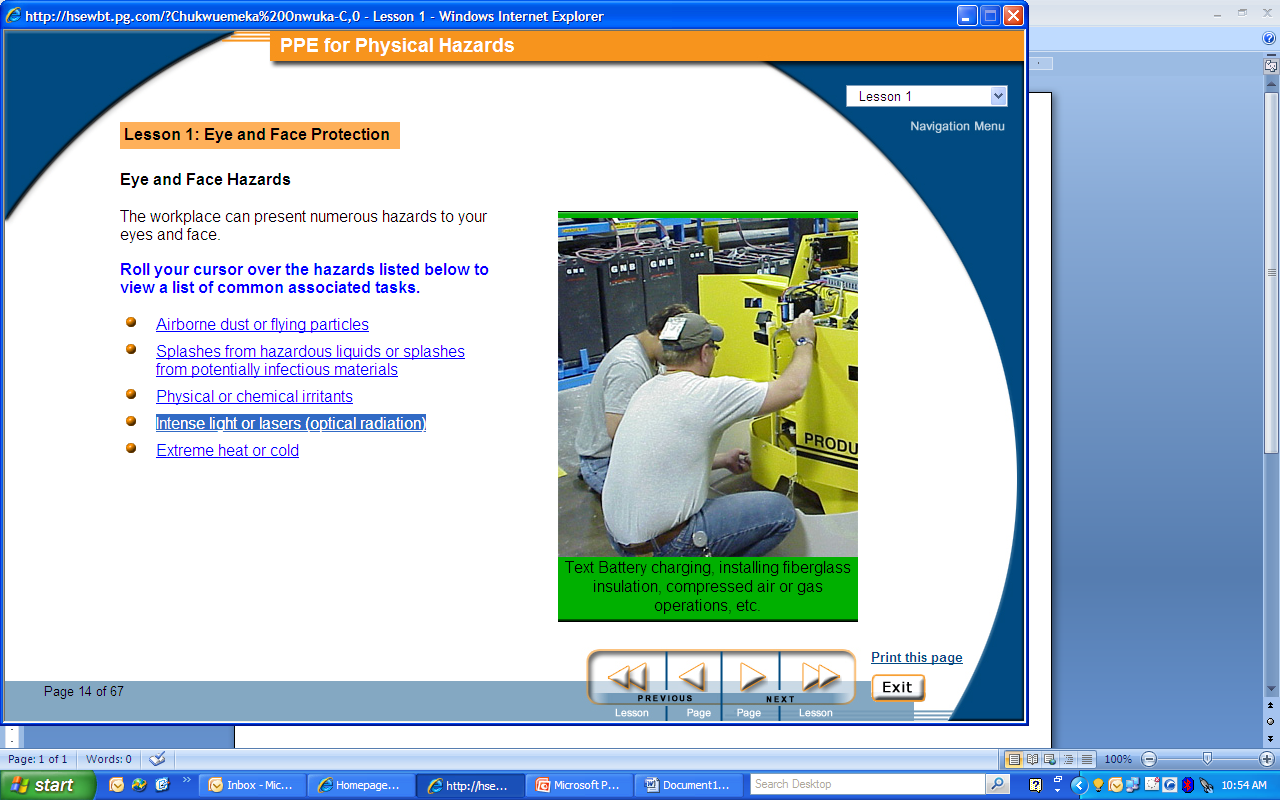 http://hsewbt.pg.com/?Chukwuemeka%20Onwuka-C,0 - Lesson 1 - Windows Internet Explorer
PPE for Physical Hazards
Lesson 1
Navigation Menu
Lesson 1: Eye and Face Protection
Eye and Face Hazards
The workplace can present numerous hazards to your
eyes and face.
Roll your cursor over the hazards listed below to
view a list of common associated tasks.
Airborne dust or flying particles
Splashes from hazardous liquids or splashes
from potentially infectious materials
Physical or chemical irritants
Intense light or lasers (optical radiation)
Extreme heat or cold
GNB
GNB
GNB
PRODU
Text Battery charging, installing fiberglass
insulation, compressed air or gas
operations, etc.
Print this page
Exit
PREVIOUS NEXT
Lesson Page Page Lesson
Page 14 of 67
Page: 1 of 1 Words: 0 100%
start Inbox - Mic... Homepage... http://hse... Microsoft P... Document1... Search Desktop 10:54 AM